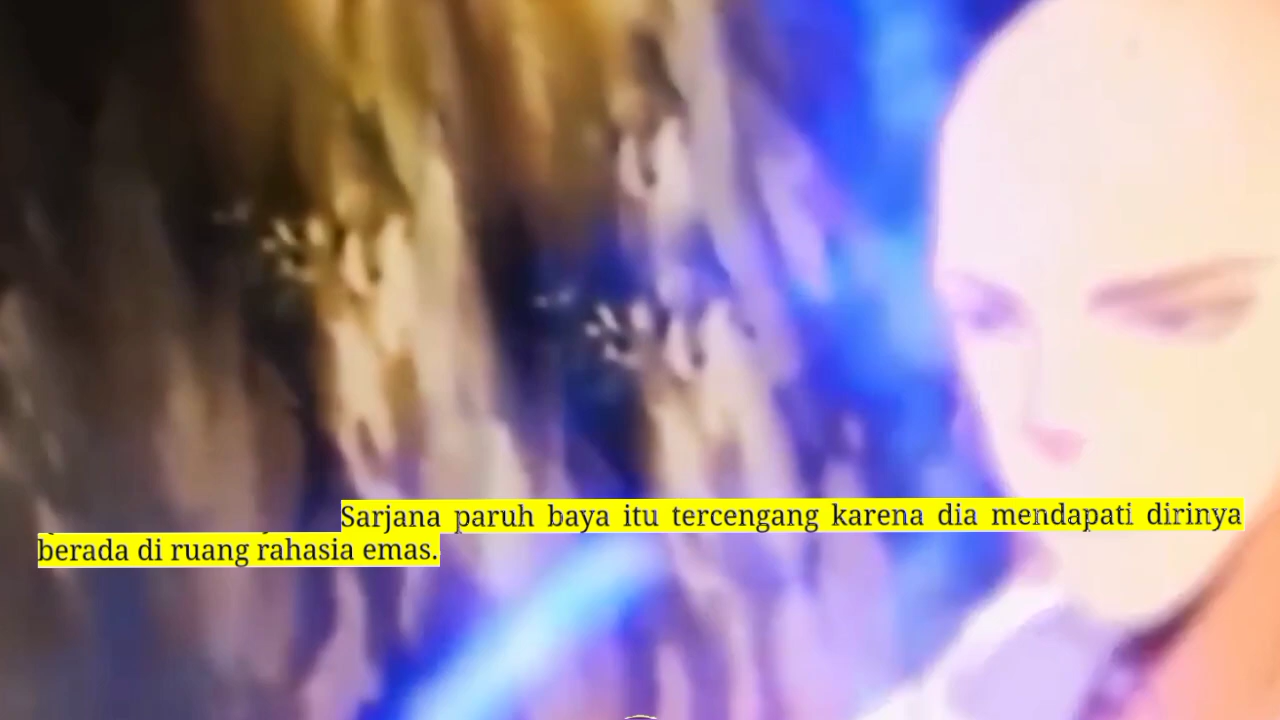 Sarjana paruh baya itu tercengang karena dia mendapati dirinya
berada di ruang rahasia emas.